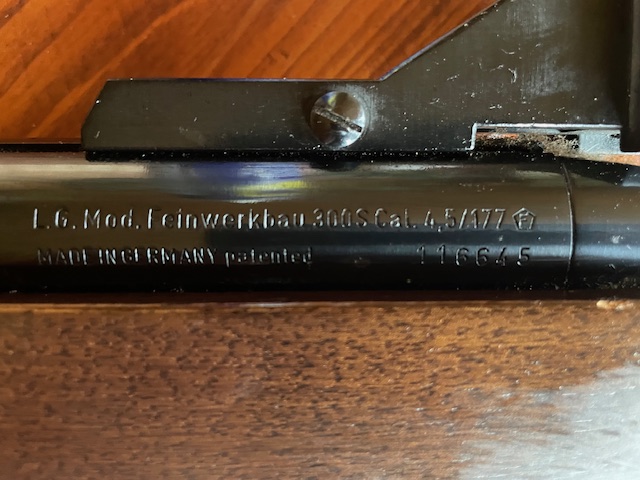 L.G. Mod. Feinwerkbau 300S Cal. 4,5/177 F
MADE IN GERMANY patented 116645